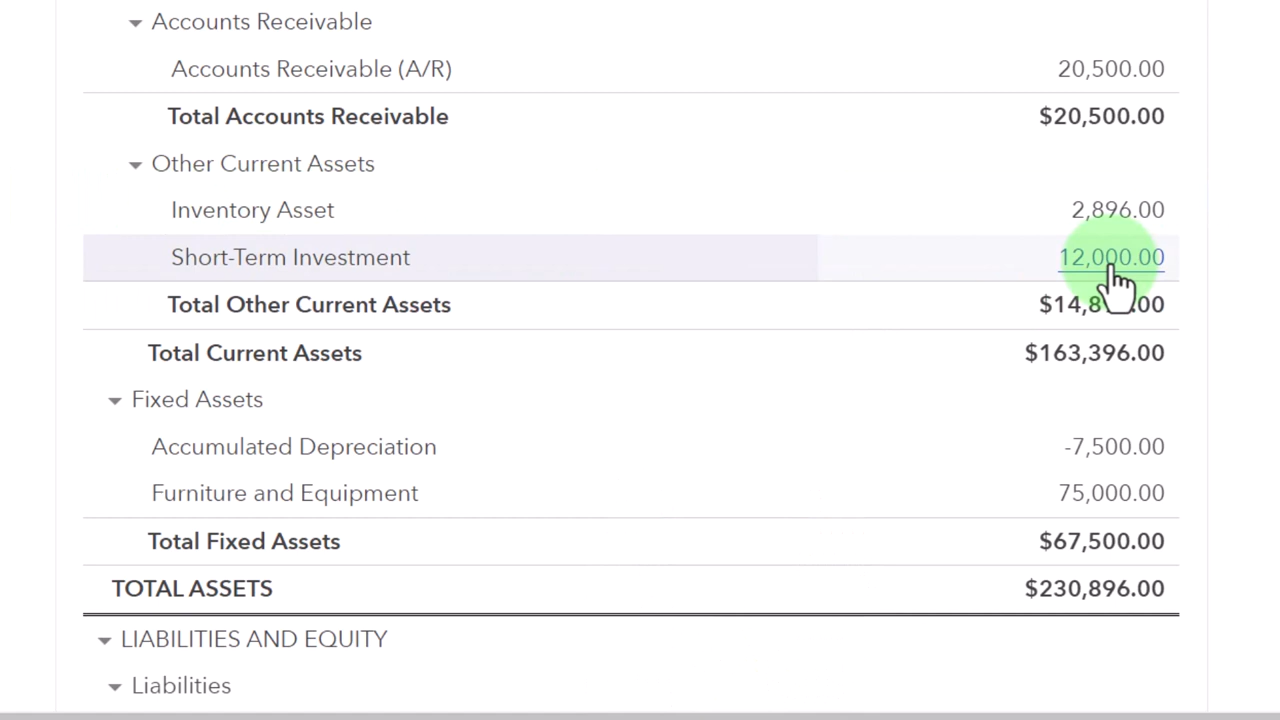 Accounts Receivable
Accounts Receivable (A/R) 20,500.00
Total Accounts Receivable $20,500.00
Other Current Assets
Inventory Asset 2,896.00
Short-Term Investment 12,000.00
Total Other Current Assets
Total Current Assets $163,396.00
Fixed Assets
Accumulated Depreciation -7,500.00
Furniture and Equipment 75,000.00
Total Fixed Assets $67,500.00
TOTAL ASSETS $230,896.00
LIABILITIES AND EQUITY
Liabilities